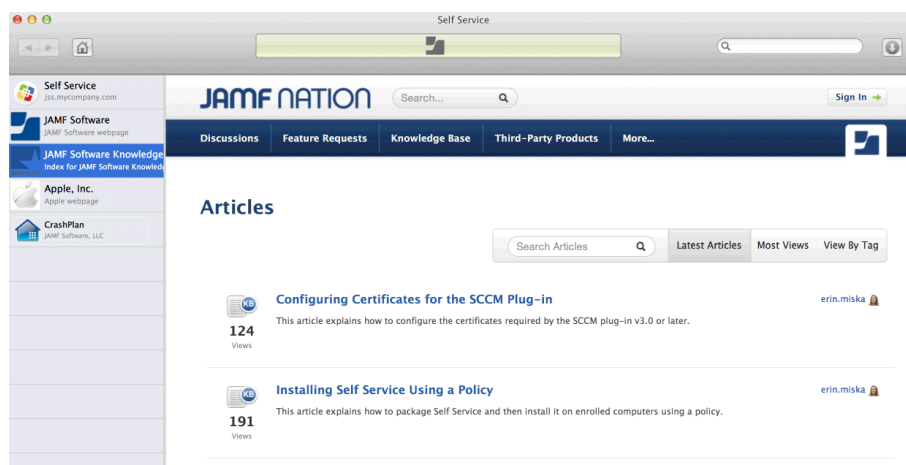 Self Service
Self Service
jss.mycompany.com
JAMF Software
JAMF Software webpage
JAMF Software Knowledge
Index for JAMF Software Knowled
Apple, Inc.
Apple webpage
CrashPlan
JAMF Software, LLC
JAMF NATION
Search...
Sign In
Discussions
Feature Requests
Knowledge Base
Third-Party Products
More...
Articles
Search Articles
Latest Articles
Most Views
View By Tag
KB
Configuring Certificates for the SCCM Plug-in
erin.miska
This article explains how to configure the certificates required by the SCCM plug-in v3.0 or later.
124
Views
KB
Installing Self Service Using a Policy
erin.miska
This article explains how to package Self Service and then install it on enrolled computers using a policy.
191
Views